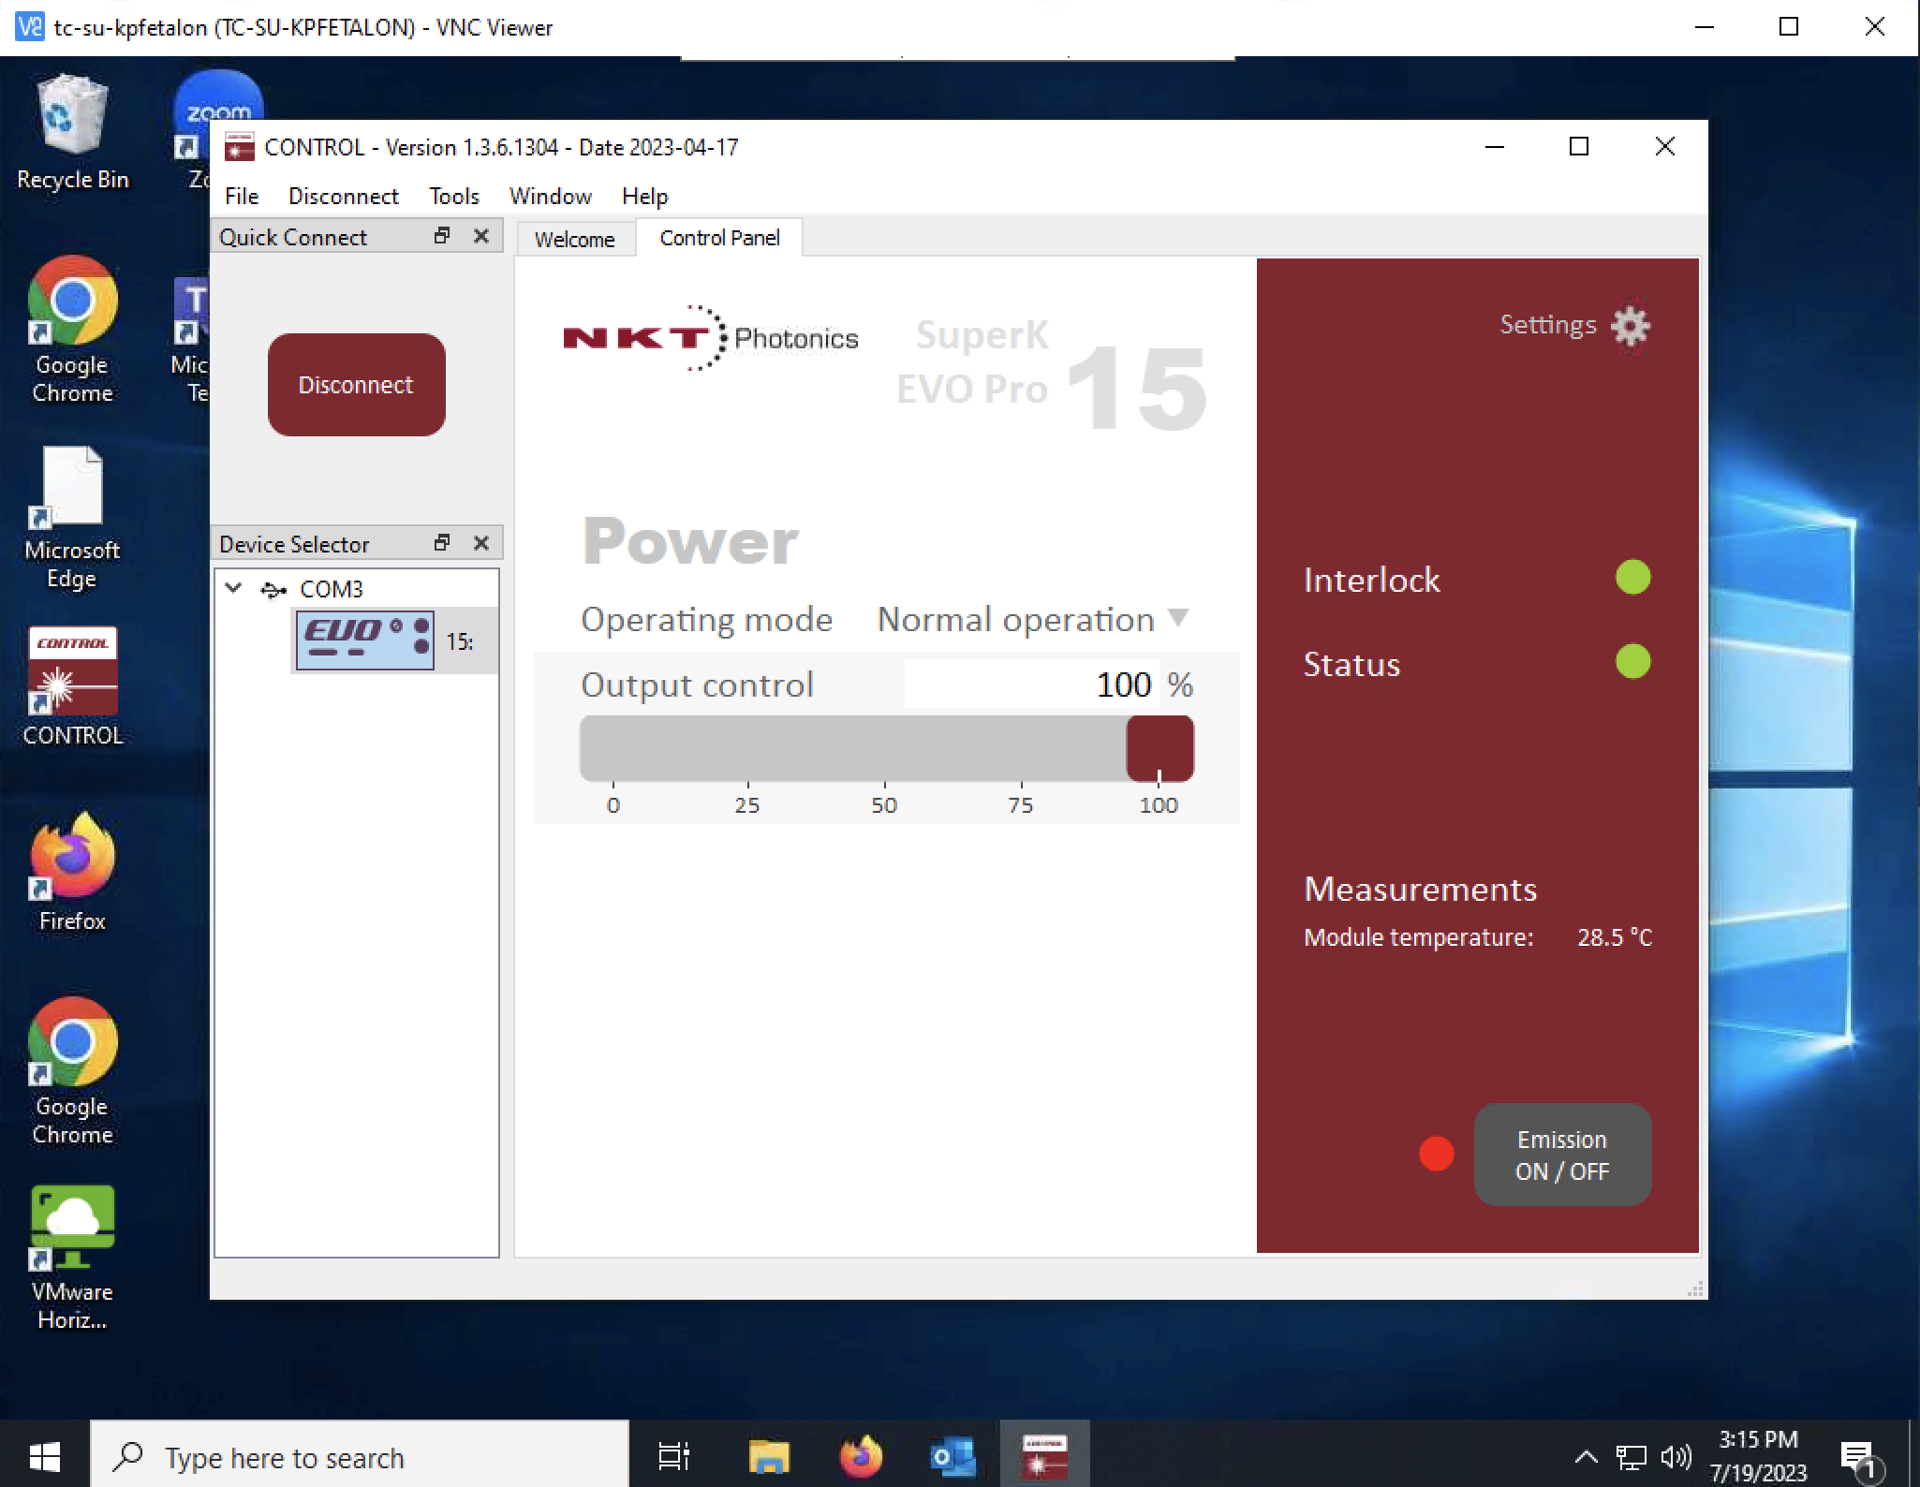 tc-su-kpfetalon (TC-SU-KPFETALON) - VNC Viewer
Recycle Bin
zoom
Google
Chrome
Microsoft
Edge
CONTROL
CONTROL
Firefox
Google
Chrome
VMware
Horiz...
CONTROL - Version 1.3.6.1304 - Date 2023-04-17
File Disconnect Tools Window Help
Quick Connect
Disconnect
Device Selector
COM3
EVO 15:
Welcome Control Panel
NKT Photonics
SuperK
EVO Pro 15
Power
Operating mode Normal operation
Output control 100 %
0 25 50 75 100
Settings
Interlock
Status
Measurements
Module temperature: 28.5 °C
Emission
ON / OFF
Type here to search
3:15 PM
7/19/2023
1